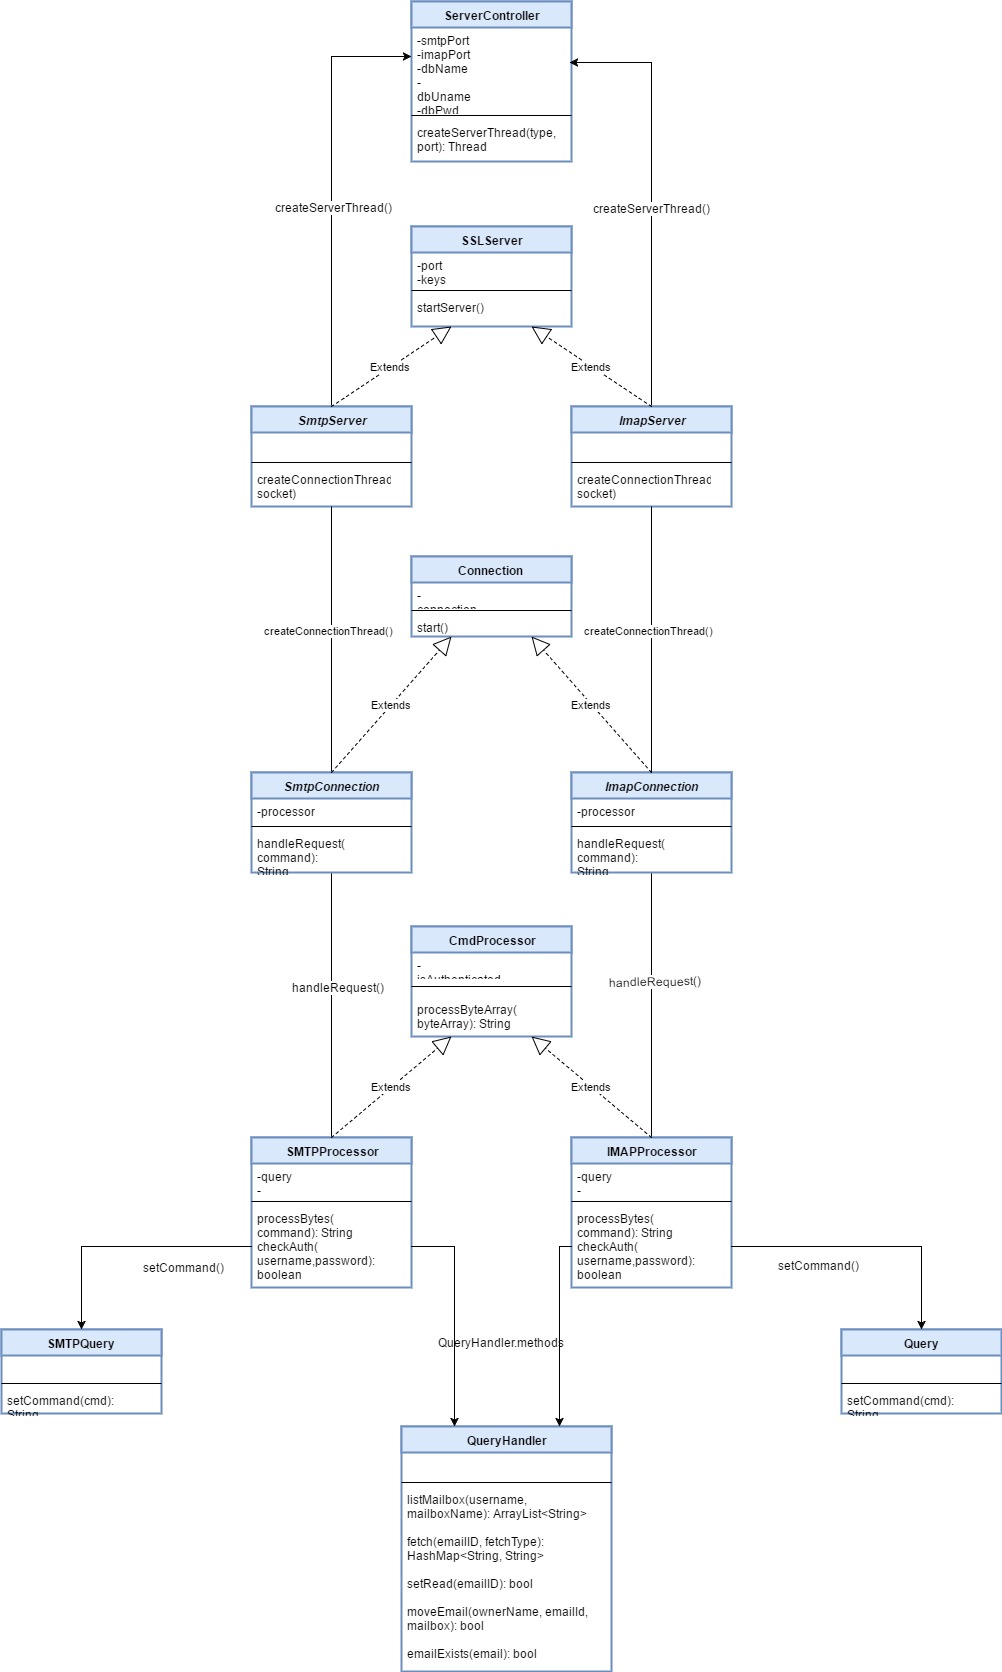 ServerController
-smtpPort
-imapPort
-dbName
-
dbUname
-dbPwd
createServerThread(type,
port): Thread
createServerThread()
createServerThread()
SSLServer
-port
-keys
startServer()
Extends
Extends
SmtpServer
ImapServer
createConnectionThread
socket)
createConnectionThread
socket)
Connection
-
connection
start()
createConnectionThread()
createConnectionThread()
Extends
Extends
SmtpConnection
ImapConnection
-processor
-processor
handleRequest(
command):
String
handleRequest(
command):
String
CmdProcessor
-
isAuthenticated
processByteArray(
byteArray): String
handleRequest()
handleRequest()
Extends
Extends
SMTPProcessor
IMAPProcessor
-query
-
-query
-
processBytes(
command): String
checkAuth(
username,password):
boolean
processBytes(
command): String
checkAuth(
username,password):
boolean
setCommand()
setCommand()
SMTPQuery
QueryHandler.methods
Query
setCommand(cmd):
String
setCommand(cmd):
String
QueryHandler
listMailbox(username,
mailboxName): ArrayList<String>
fetch(emailID, fetchType):
HashMap<String, String>
setRead(emailID): bool
moveEmail(ownerName, emailId,
mailbox): bool
emailExists(email): bool